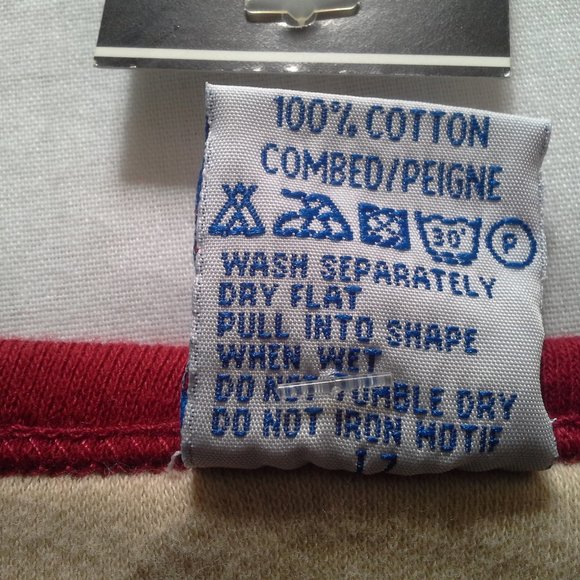 100% COTTON
COMBED/PEIGNE
30° P
WASH SEPARATELY
DRY FLAT
PULL INTO SHAPE
WHEN WET
DO NOT TUMBLE DRY
DO NOT IRON MOTIF
17